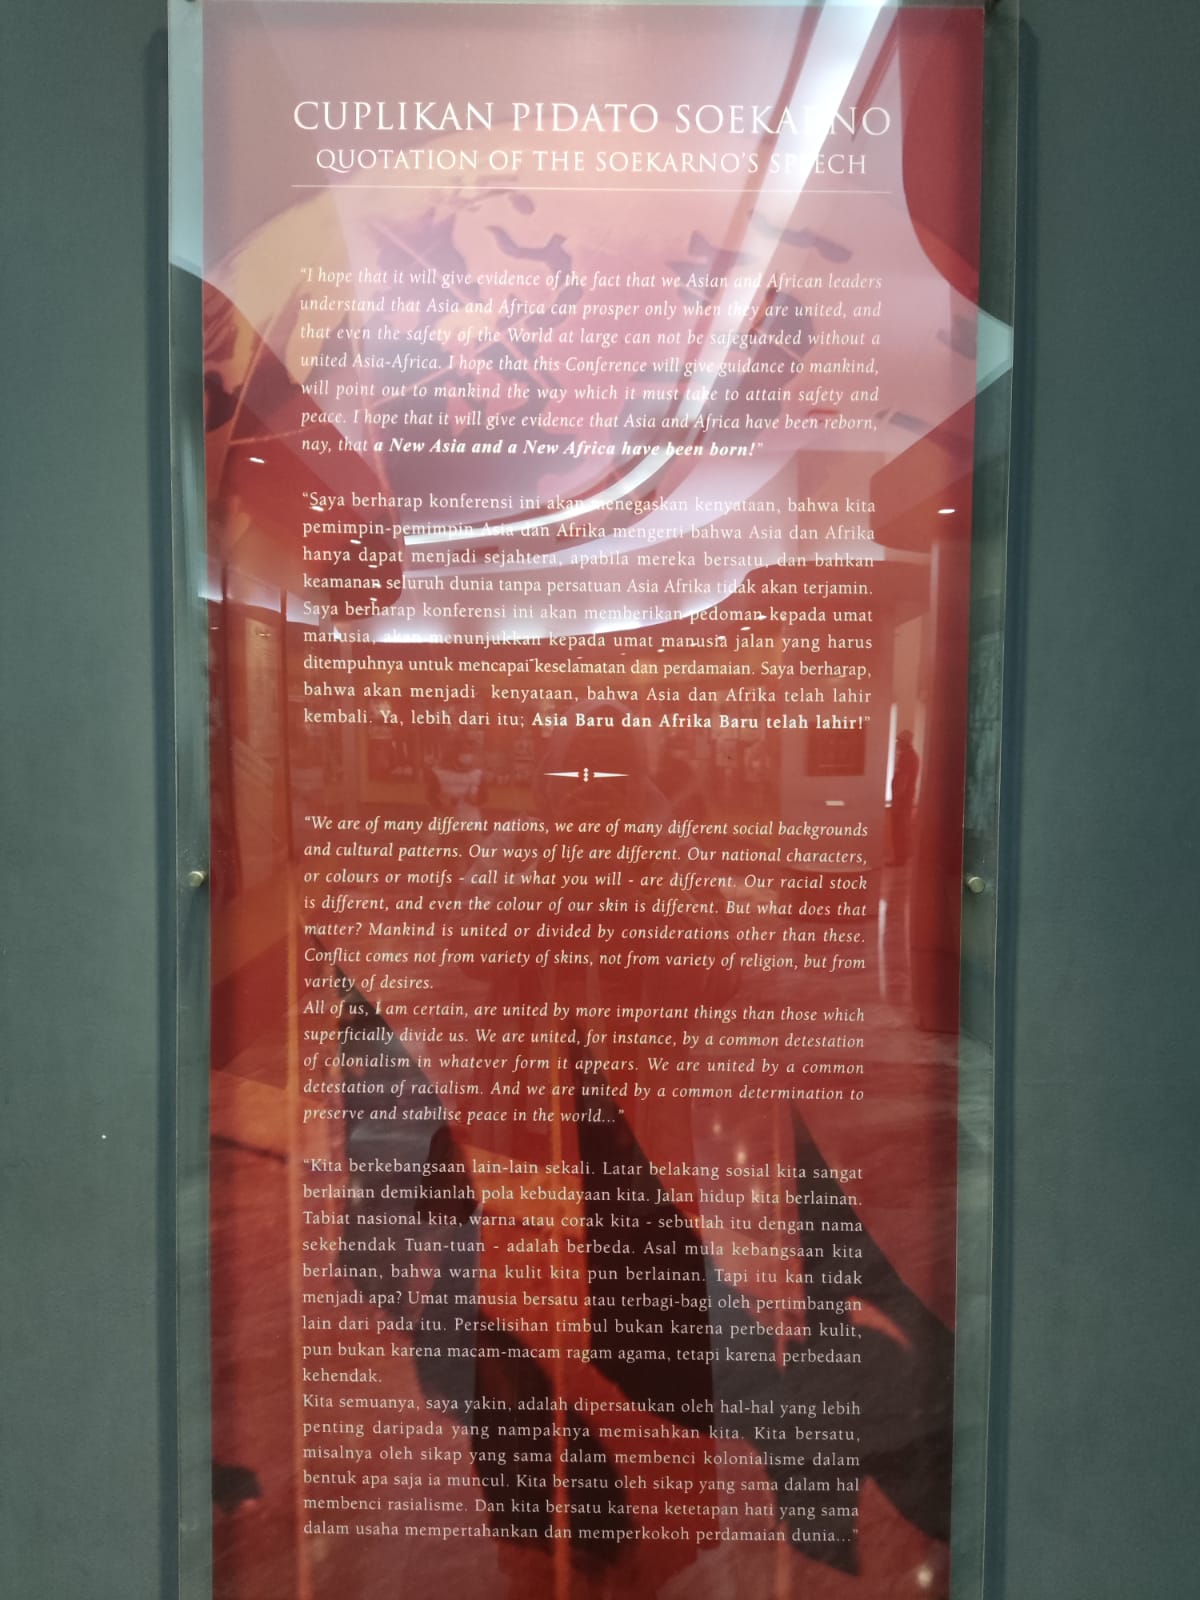 CUPLIKAN PIDATO SOEKARNO
QUOTATION OF THE SOEKARNO'S SPEECH
“I hope that it will give evidence of the fact that we Asian and African leaders
understand that Asia and Africa can prosper only when they are united, and
that even the safety of the World at large can not be safeguarded without a
united Asia-Africa. I hope that this Conference will give guidance to mankind,
will point out to mankind the way which it must take to attain safety and
peace. I hope that it will give evidence that Asia and Africa have been reborn,
nay, that a New Asia and a New Africa have been born!”
“Saya berharap konferensi ini akan menegaskan kenyataan, bahwa kita
pemimpin-pemimpin Asia dan Afrika mengerti bahwa Asia dan Afrika
hanya dapat menjadi sejahtera, apabila mereka bersatu, dan bahkan
keamanan seluruh dunia tanpa persatuan Asia Afrika tidak akan terjamin.
Saya berharap konferensi ini akan memberikan pedoman kepada umat
manusia, akan menunjukkan kepada umat manusia jalan yang harus
ditempuhnya untuk mencapai keselamatan dan perdamaian. Saya berharap,
bahwa akan menjadi kenyataan, bahwa Asia dan Afrika telah lahir
kembali. Ya, lebih dari itu; Asia Baru dan Afrika Baru telah lahir!”
“We are of many different nations, we are of many different social backgrounds
and cultural patterns. Our ways of life are different. Our national characters,
or colours or motifs - call it what you will - are different. Our racial stock
is different, and even the colour of our skin is different. But what does that
matter? Mankind is united or divided by considerations other than these.
Conflict comes not from variety of skins, not from variety of religion, but from
variety of desires.
All of us, I am certain, are united by more important things than those which
superficially divide us. We are united, for instance, by a common detestation
of colonialism in whatever form it appears. We are united by a common
detestation of racialism. And we are united by a common determination to
preserve and stabilise peace in the world...”
“Kita berkebangsaan lain-lain sekali. Latar belakang sosial kita sangat
berlainan demikianlah pola kebudayaan kita. Jalan hidup kita berlainan.
Tabiat nasional kita, warna atau corak kita - sebutlah itu dengan nama
sekehendak Tuan-tuan - adalah berbeda. Asal mula kebangsaan kita
berlainan, bahwa warna kulit kita pun berlainan. Tapi itu kan tidak
menjadi apa? Umat manusia bersatu atau terbagi-bagi oleh pertimbangan
lain dari pada itu. Perselisihan timbul bukan karena perbedaan kulit,
pun bukan karena macam-macam ragam agama, tetapi karena perbedaan
kehendak.
Kita semuanya, saya yakin, adalah dipersatukan oleh hal-hal yang lebih
penting daripada yang nampaknya memisahkan kita. Kita bersatu,
misalnya oleh sikap yang sama dalam membenci kolonialisme dalam
bentuk apa saja ia muncul. Kita bersatu oleh sikap yang sama dalam hal
membenci rasialisme. Dan kita bersatu karena ketetapan hati yang sama
dalam usaha mempertahankan dan memperkokoh perdamaian dunia...”